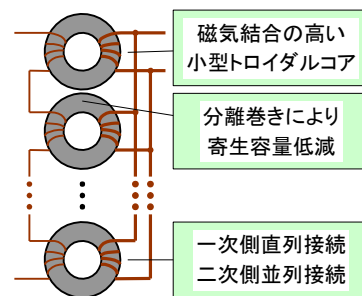 磁気結合の高い
小型トロイダルコア
分離巻きにより
寄生容量低減
一次側直列接続
二次側並列接続